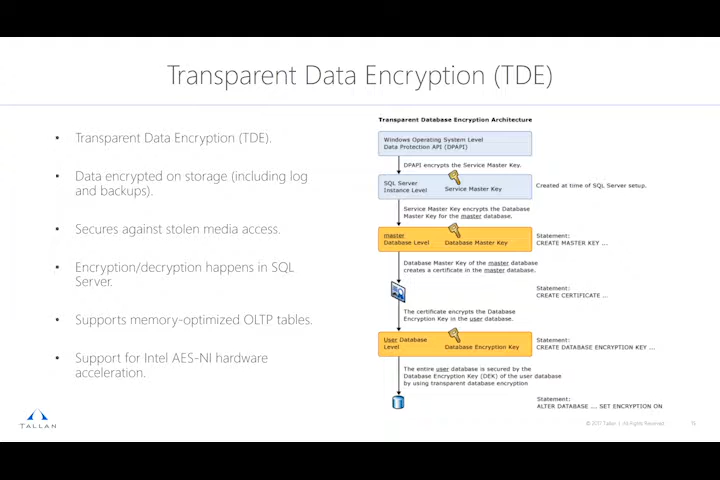 Transparent Data Encryption (TDE)
• Transparent Data Encryption (TDE).
• Data encrypted on storage (including log
and backups).
• Secures against stolen media access.
• Encryption/decryption happens in SQL
Server.
• Supports memory-optimized OLTP tables.
• Support for Intel AES-NI hardware
acceleration.
Transparent Database Encryption Architecture
Windows Operating System Level
Data Protection API (DPAPI)
DPAPI encrypts the Service Master Key.
SQL Server
Instance Level
Service Master Key
Created at time of SQL Server setup.
Service Master Key encrypts the Database
Master Key for the master database.
master
Database Level
Database Master Key
Statement:
CREATE MASTER KEY ...
Database Master Key of the master database
creates a certificate in the master database.
Statement:
CREATE CERTIFICATE ...
The certificate encrypts the Database
Encryption Key in the user database.
User Database
Level
Database Encryption Key
Statement:
CREATE DATABASE ENCRYPTION KEY ...
The entire user database is secured by the
Database Encryption Key (DEK) of the user database
by using transparent database encryption
Statement:
ALTER DATABASE ... SET ENCRYPTION ON
TALLAN
© 2017 Tallan | All Rights Reserved